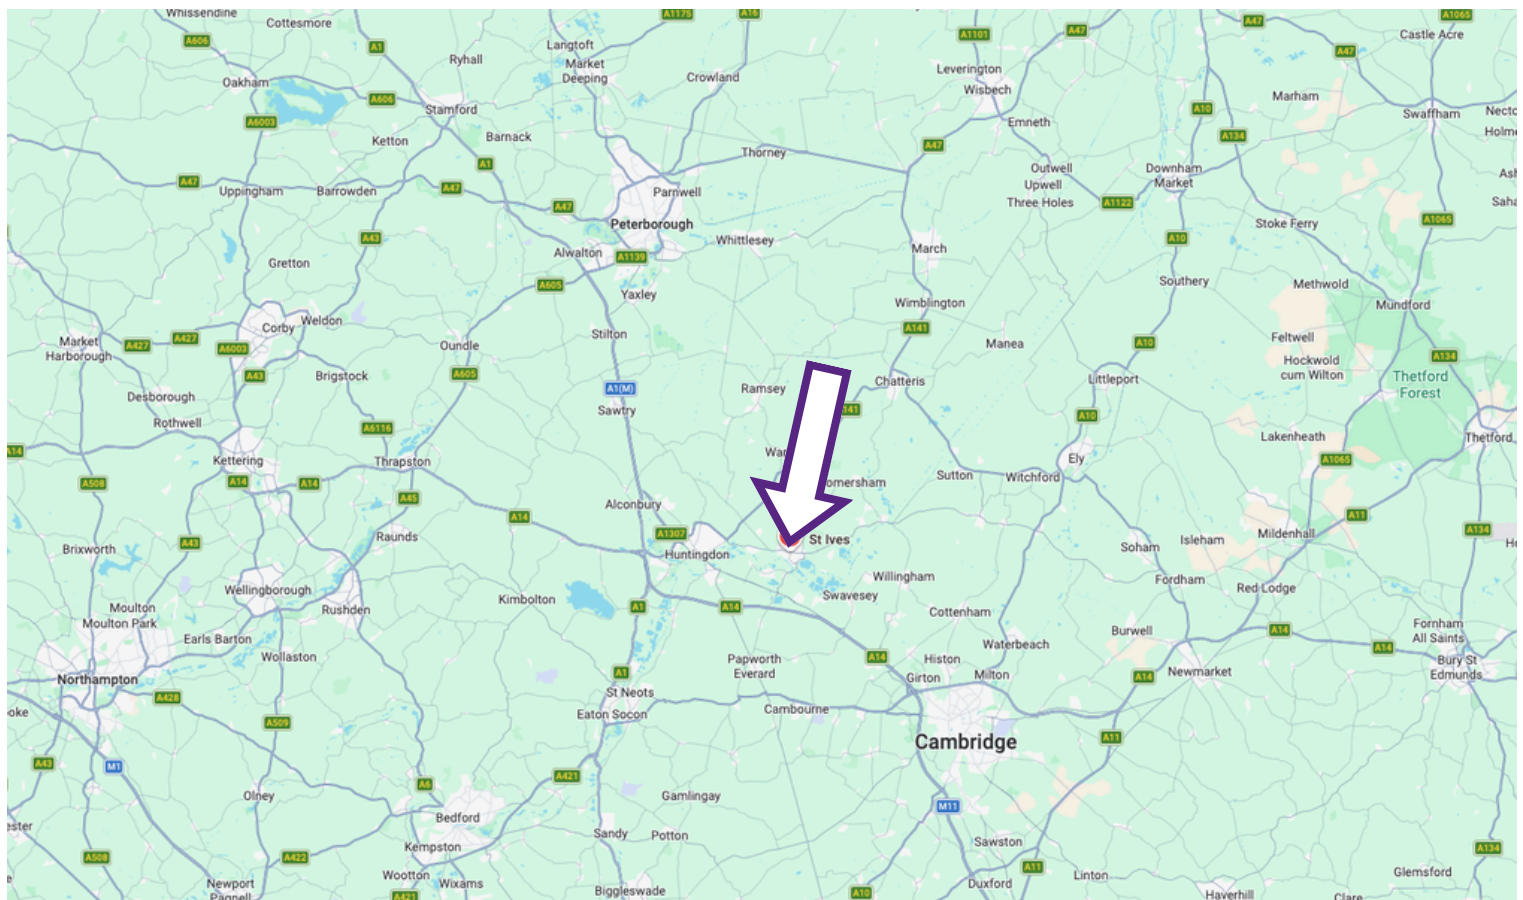 Whissendine
Cottesmore
A1175
A16
A47
A1065
A606
A1
Langtoft
A1101
A47
Castle Acre
Ryhall
Market
Deeping
Crowland
Leverington
Wisbech
A47
Oakham
A606
Stamford
Marham
A10
Swaffham
A6003
Ketton
Barnack
Emneth
A134
A1
Thorney
A47
Outwell
Upwell
Three Holes
Downham
Market
A47
Uppingham
Barrowden
A47
Parnwell
A1122
A47
Peterborough
Stoke Ferry
A1065
A43
Whittlesey
A10
Alwalton
A1139
March
Gretton
A605
Yaxley
Southery
Methwold
Wimblington
Mundford
Corby
Weldon
Stilton
A141
Feltwell
Market
Harborough
A427
A427
A6003
Oundle
Manea
A10
Hockwold
cum Wilton
A134
A43
Brigstock
A605
A1(M)
Ramsey
Chatteris
Littleport
Thetford
Forest
Desborough
Sawtry
A141
A10
Rothwell
A6116
Lakenheath
Thetford
A14
Kettering
Thrapston
Ely
A1065
A508
A14
A14
A45
Sutton
Witchford
Alconbury
A14
A1307
A11
A134
Raunds
Brixworth
A43
Huntingdon
St Ives
Soham
Isleham
Mildenhall
Wellingborough
Willingham
Fordham
Red Lodge
Moulton
Moulton Park
Rushden
Kimbolton
A1
A14
Swavesey
Cottenham
Earls Barton
Burwell
A14
Fornham
All Saints
Wollaston
Waterbeach
A14
Papworth
Everard
A14
Histon
Girton
Milton
Bury St
Edmunds
Northampton
A1
A14
Newmarket
A428
St Neots
Eaton Socon
Cambourne
A509
Cambridge
A11
A43
M1
A421
A6
Olney
Gamlingay
M11
Bedford
Sandy
Potton
Kempston
Sawston
A134
A508
A422
A11
Wootton
Wixams
Linton
Glemsford
Newport
Pagnell
A421
Biggleswade
A10
Duxford
Haverhill
Clare